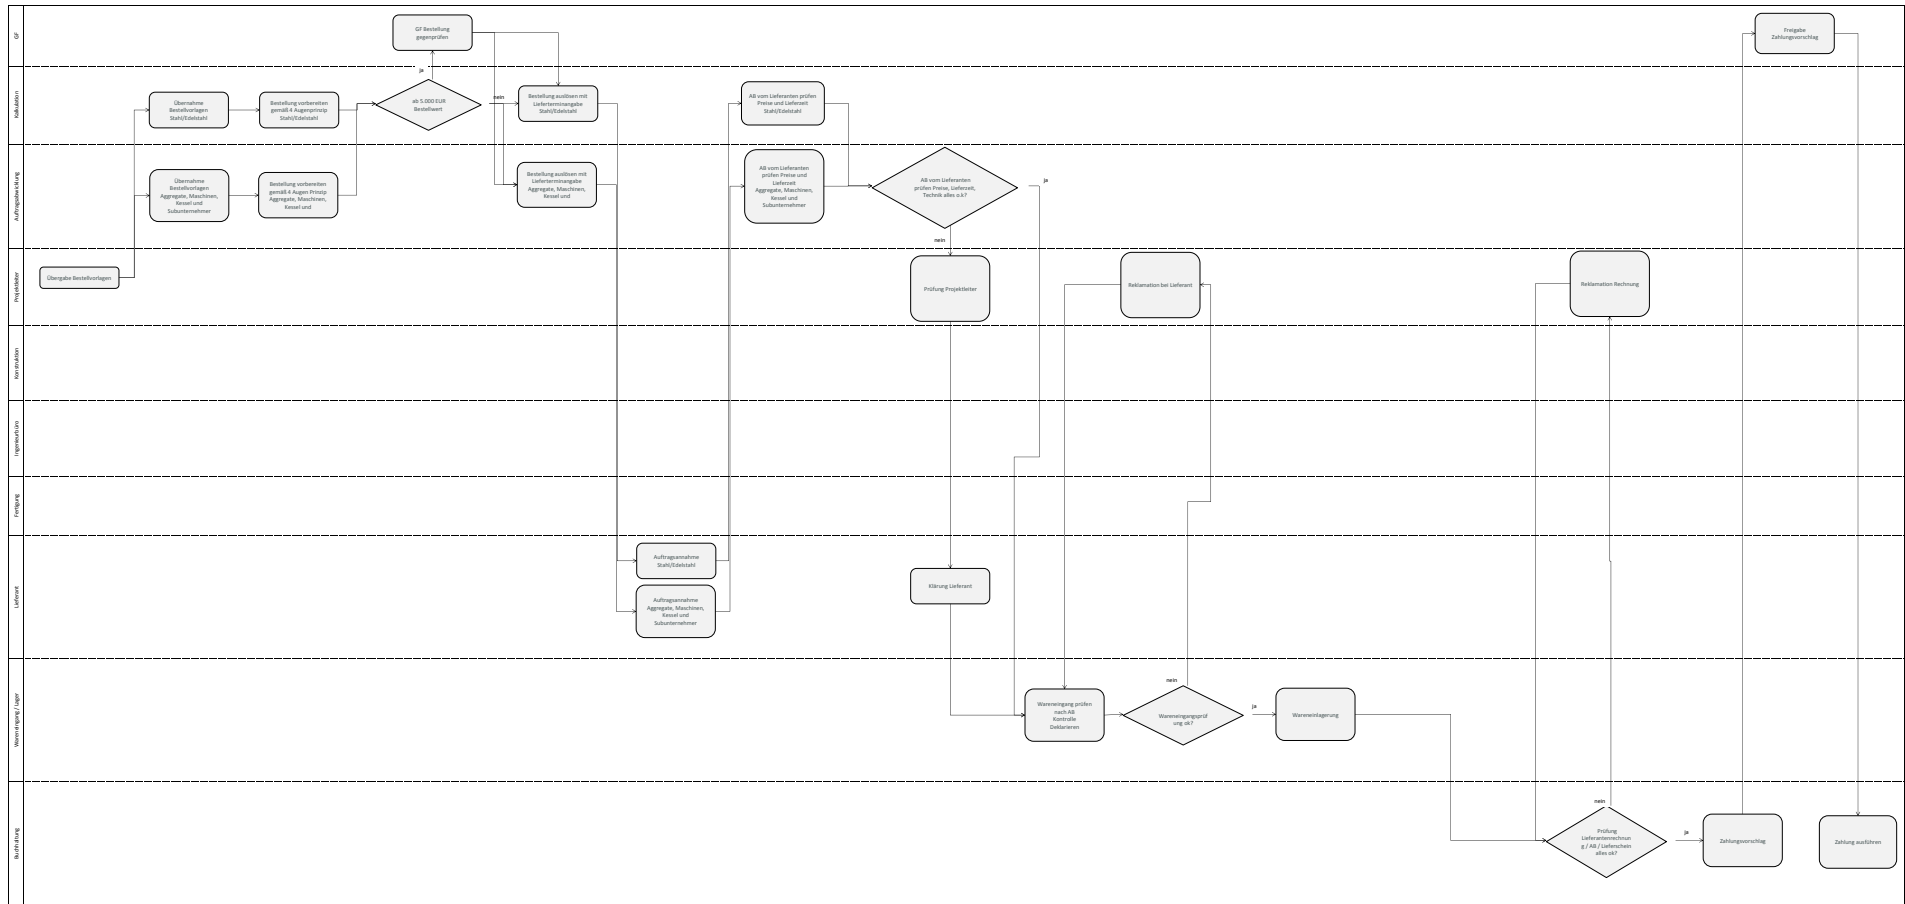 GF
GF Bestellung
gegenprüfen
Freigabe
Zahlungsvorschlag
ja
Kalkulation
Übernahme
Bestellvorlagen
Stahl/Edelstahl
Bestellung vorbereiten
gemäß 4 Augenprinzip
Stahl/Edelstahl
ab 5.000 EUR
Bestellwert
nein
Bestellung auslösen mit
Lieferterminangabe
Stahl/Edelstahl
AB vom Lieferanten prüfen
Preise und Lieferzeit
Stahl/Edelstahl
Auftragsabwicklung
Übernahme
Bestellvorlagen
Aggregate, Maschinen,
Kessel und
Subunternehmer
Bestellung vorbereiten
gemäß 4 Augen Prinzip
Aggregate, Maschinen,
Kessel und
Bestellung auslösen mit
Lieferterminangabe
Aggregate, Maschinen,
Kessel und
AB vom Lieferanten
prüfen Preise und
Lieferzeit
Aggregate, Maschinen,
Kessel und
Subunternehmer
AB vom Lieferanten
prüfen Preise, Lieferzeit,
Technik alles o.k?
ja
nein
Projektleiter
Übergabe Bestellvorlagen
Prüfung Projektleiter
Reklamation bei Lieferant
Reklamation Rechnung
Konstruktion
Ingenieurbüro
Fertigung
Lieferant
Auftragsannahme
Stahl/Edelstahl
Auftragsannahme
Aggregate, Maschinen,
Kessel und
Subunternehmer
Klärung Lieferant
Wareneingang / Lager
Wareneingang prüfen
nach AB
Kontrolle
Deklarieren
nein
Wareneingangsprüf
ung ok?
ja
Wareneinlagerung
Buchhaltung
nein
Prüfung
Lieferantenrechnun
g / AB / Lieferschein
alles ok?
ja
Zahlungsvorschlag
Zahlung ausführen